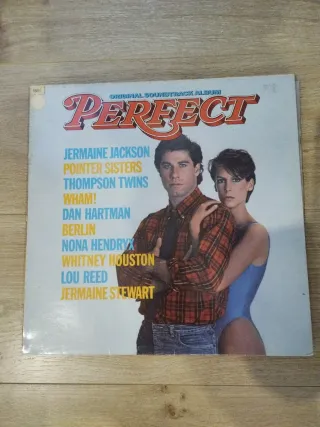 ORIGINAL SOUNDTRACK ALBUM
PERFECT
JERMAINE JACKSON
POINTER SISTERS
THOMPSON TWINS
WHAM!
DAN HARTMAN
BERLIN
NONA HENDRYX
WHITNEY HOUSTON
LOU REED
JERMAINE STEWART